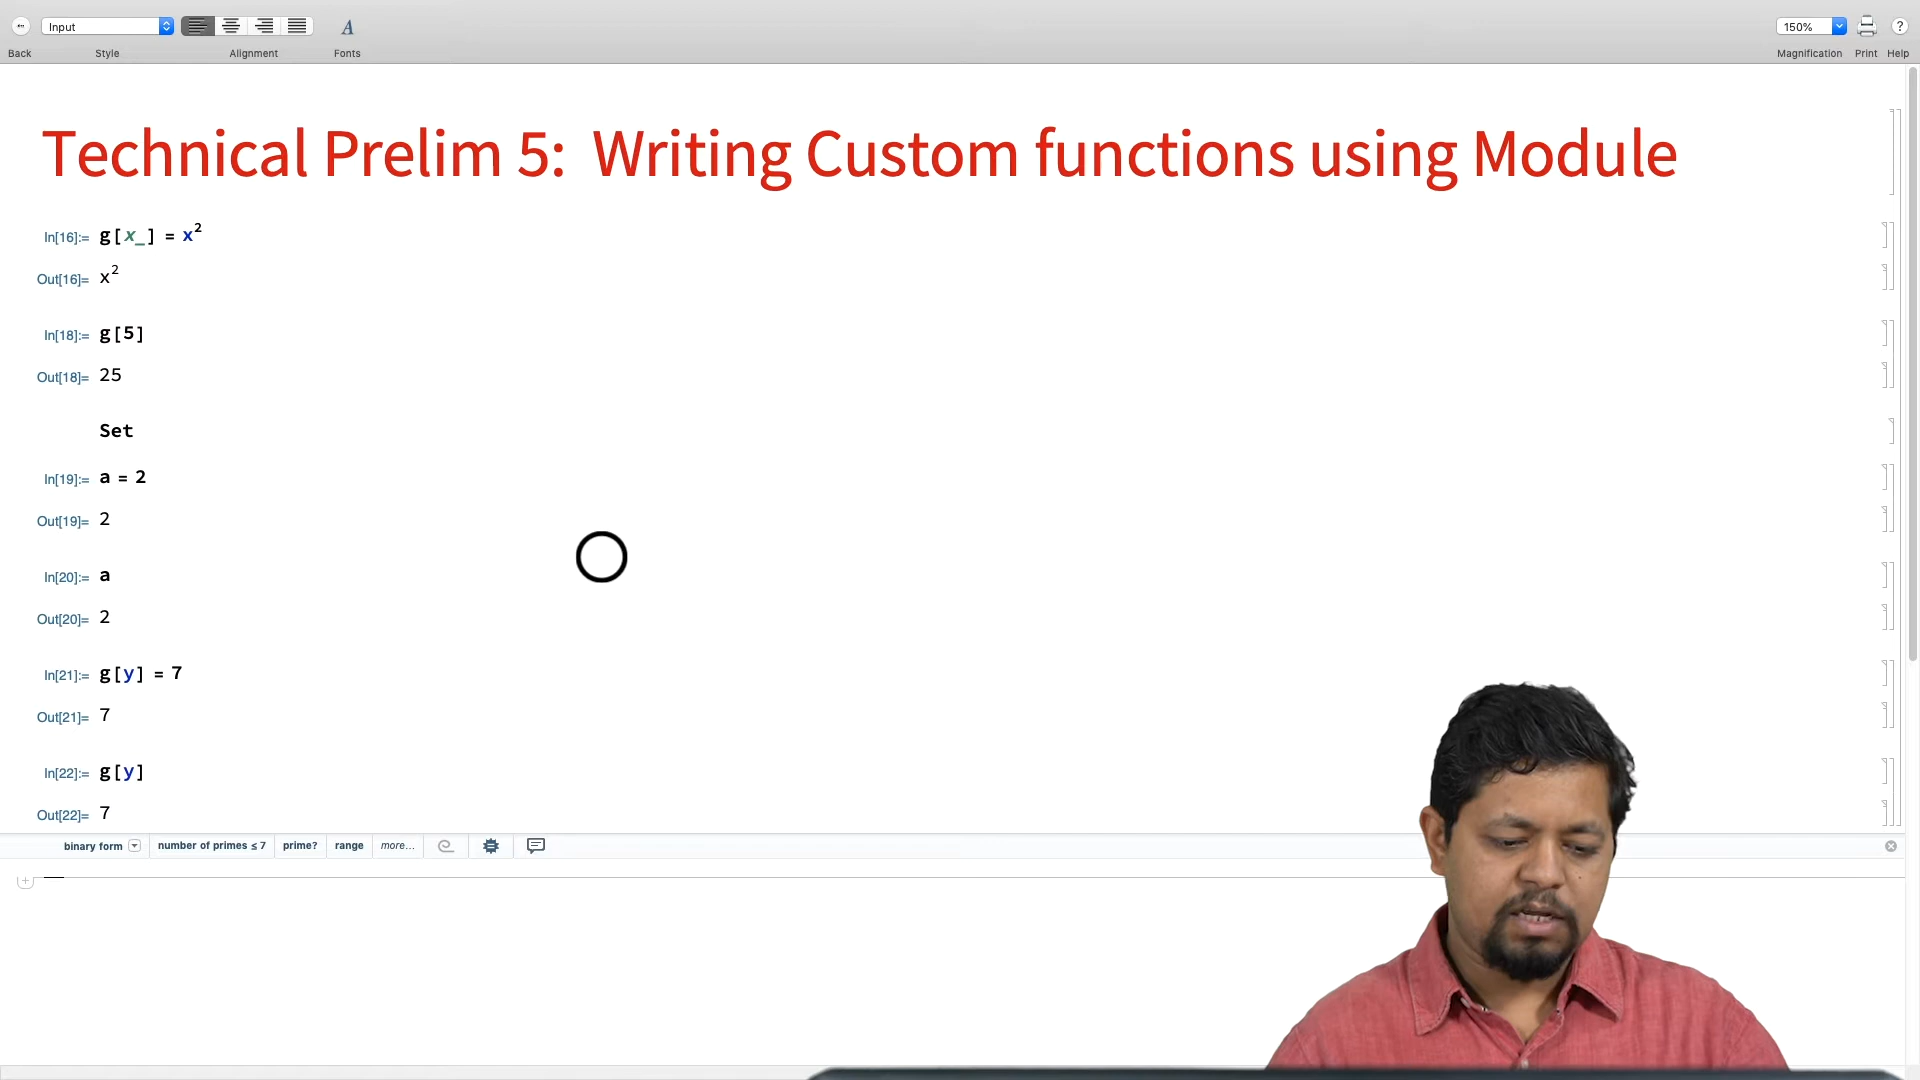 Input
150%
Back
Style
Alignment
Fonts
Magnification
Print
Help
Technical Prelim 5: Writing Custom functions using Module
In[16]:= g[x_] = x²
Out[16]= x²
In[18]:= g[5]
Out[18]= 25
Set
In[19]:= a = 2
Out[19]= 2
In[20]:= a
Out[20]= 2
In[21]:= g[y] = 7
Out[21]= 7
In[22]:= g[y]
Out[22]= 7
binary form number of primes ≤ 7 prime? range more...